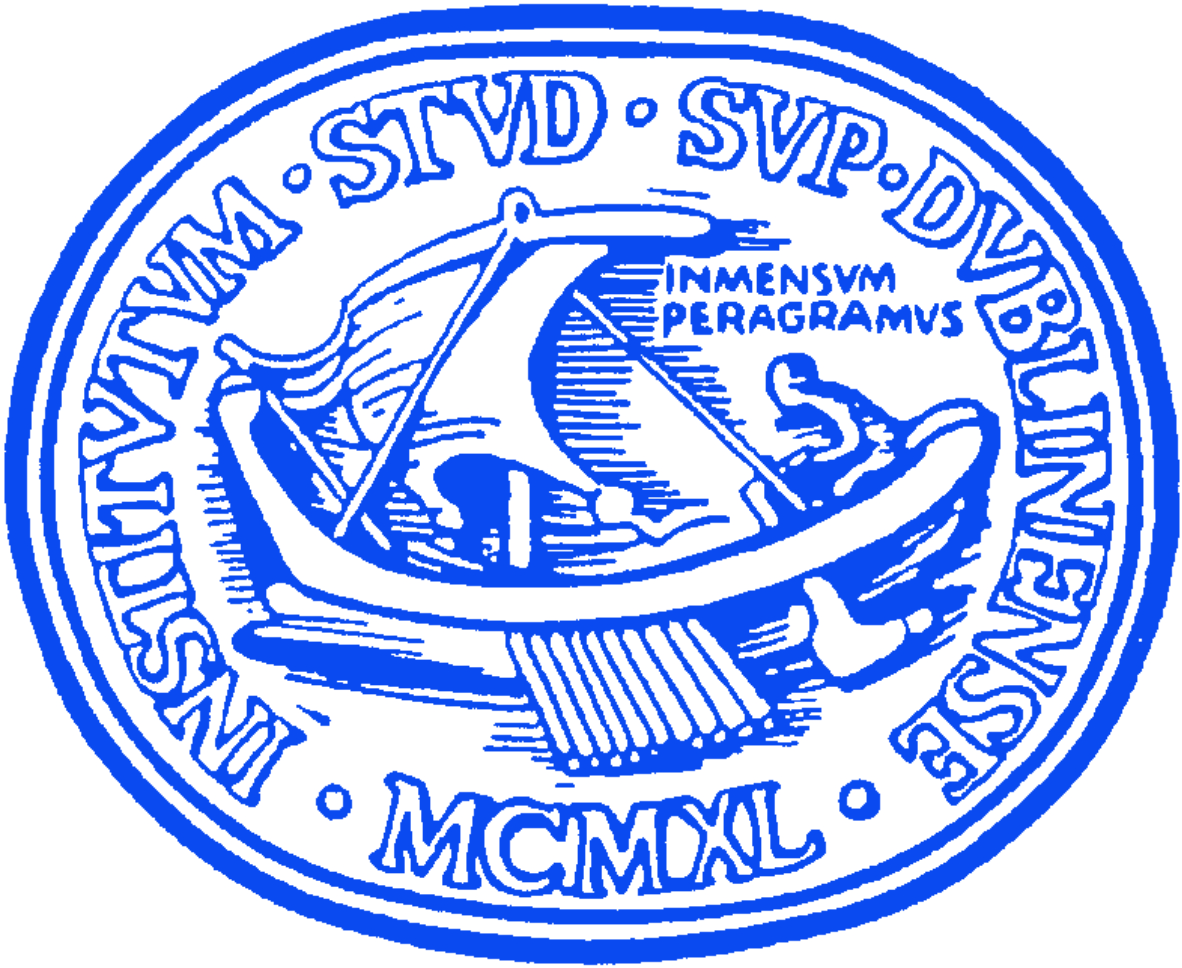 INSTITVTVM · STVD · SVP · DVBLINENSE
INMENSVM
PERAGRAMVS
· MCMXL ·